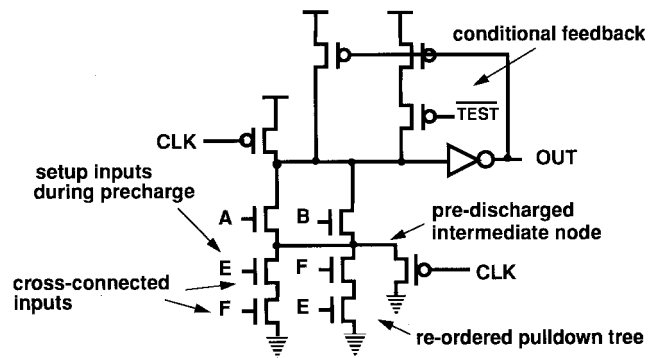 conditional feedback
TEST
CLK
OUT
setup inputs
during precharge
A
B
pre-discharged
intermediate node
E
F
CLK
cross-connected
inputs
F
E
re-ordered pulldown tree